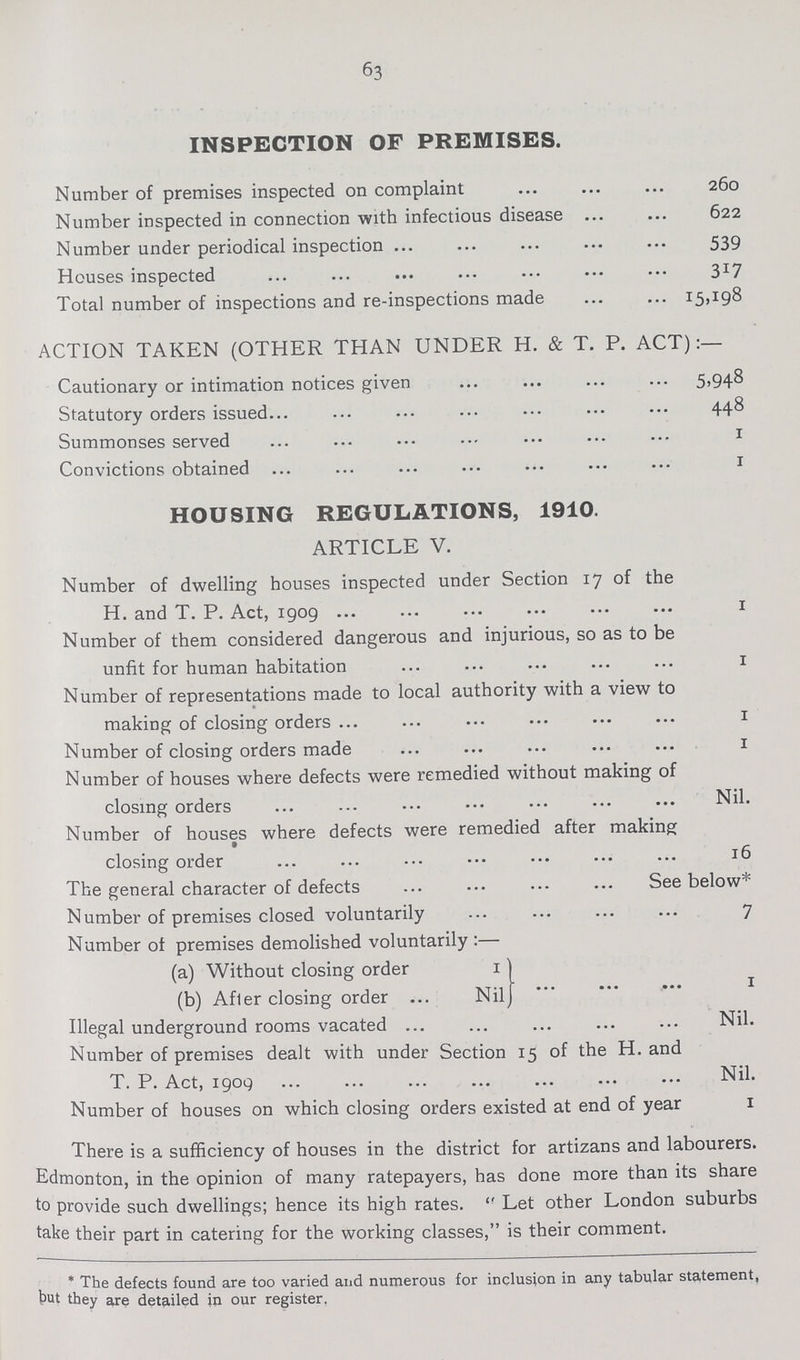 63
INSPECTION OF PREMISES.
Number of premises inspected on complaint ... ... ... 260
Number inspected in connection with infectious disease ... ... 622
Number under periodical inspection ... ... ... ... ... 539
Houses inspected ... ... ... ... ... ... ... 317
Total number of inspections and re-inspections made ... ... 15,198
ACTION TAKEN (OTHER THAN UNDER H. & T. P. ACT):—
Cautionary or intimation notices given ... ... ... ... 5,948
Statutory orders issued... ... ... ... ... ... ... 448
Summonses served ... ... ... ... ... ... ... 1
Convictions obtained ... ... ... ... ... ... ... 1
HOUSING REGULATIONS, 1910.
ARTICLE V.
Number of dwelling houses inspected under Section 17 of the
H. and T. P. Act, 1909 ... ... ... ... ... ... 1
Number of them considered dangerous and injurious, so as to be
unfit for human habitation ... ... ... ... ... 1
Number of representations made to local authority with a view to
making of closing orders ... ... ... ... ... ... 1
Number of closing orders made ... ... ... ... ... 1
Number of houses where defects were remedied without making of
closing orders ... ... ... ... ... ... ... Nil.
Number of houses where defects were remedied after making
closing order ... ... ... ... ... ... ... 16
The general character of defects ... ... ... ... See below*
Number of premises closed voluntarily ... ... ... ... 7
Number of premises demolished voluntarily :—
(a) Without closing order 1
(b) After closing order ... Nil } ... ... ... 1
Illegal underground rooms vacated ... ... ... ... ... Nil.
Number of premises dealt with under Section 15 of the H. and
T. P. Act, 1909 ... ... ... ... ... ... ... Nil.
Number of houses on which closing orders existed at end of year 1
There is a sufficiency of houses in the district for artizans and labourers.
Edmonton, in the opinion of many ratepayers, has done more than its share
to provide such dwellings; hence its high rates. " Let other London suburbs
take their part in catering for the working classes," is their comment.
* The defects found are too varied and numerous for inclusion in any tabular statement,
but they are detailed in our register.